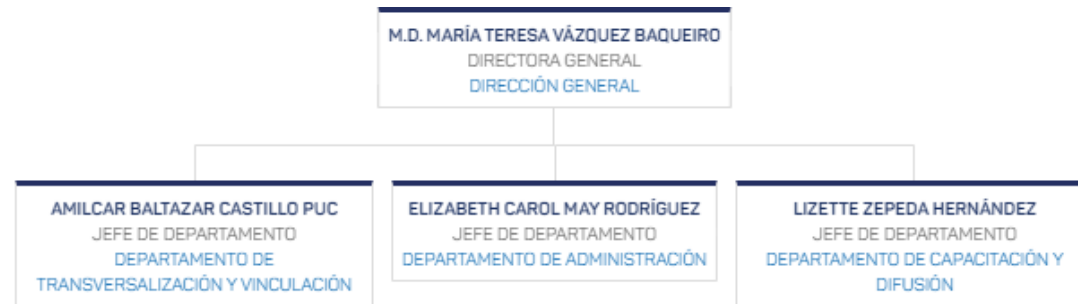 M.D. MARÍA TERESA VÁZQUEZ BAQUEIRO
DIRECTORA GENERAL
DIRECCIÓN GENERAL
AMILCAR BALTAZAR CASTILLO PUC
JEFE DE DEPARTAMENTO
DEPARTAMENTO DE
TRANSVERSALIZACIÓN Y VINCULACIÓN
ELIZABETH CAROL MAY RODRÍGUEZ
JEFE DE DEPARTAMENTO
DEPARTAMENTO DE ADMINISTRACIÓN
LIZETTE ZEPEDA HERNÁNDEZ
JEFE DE DEPARTAMENTO
DEPARTAMENTO DE CAPACITACIÓN Y
DIFUSIÓN